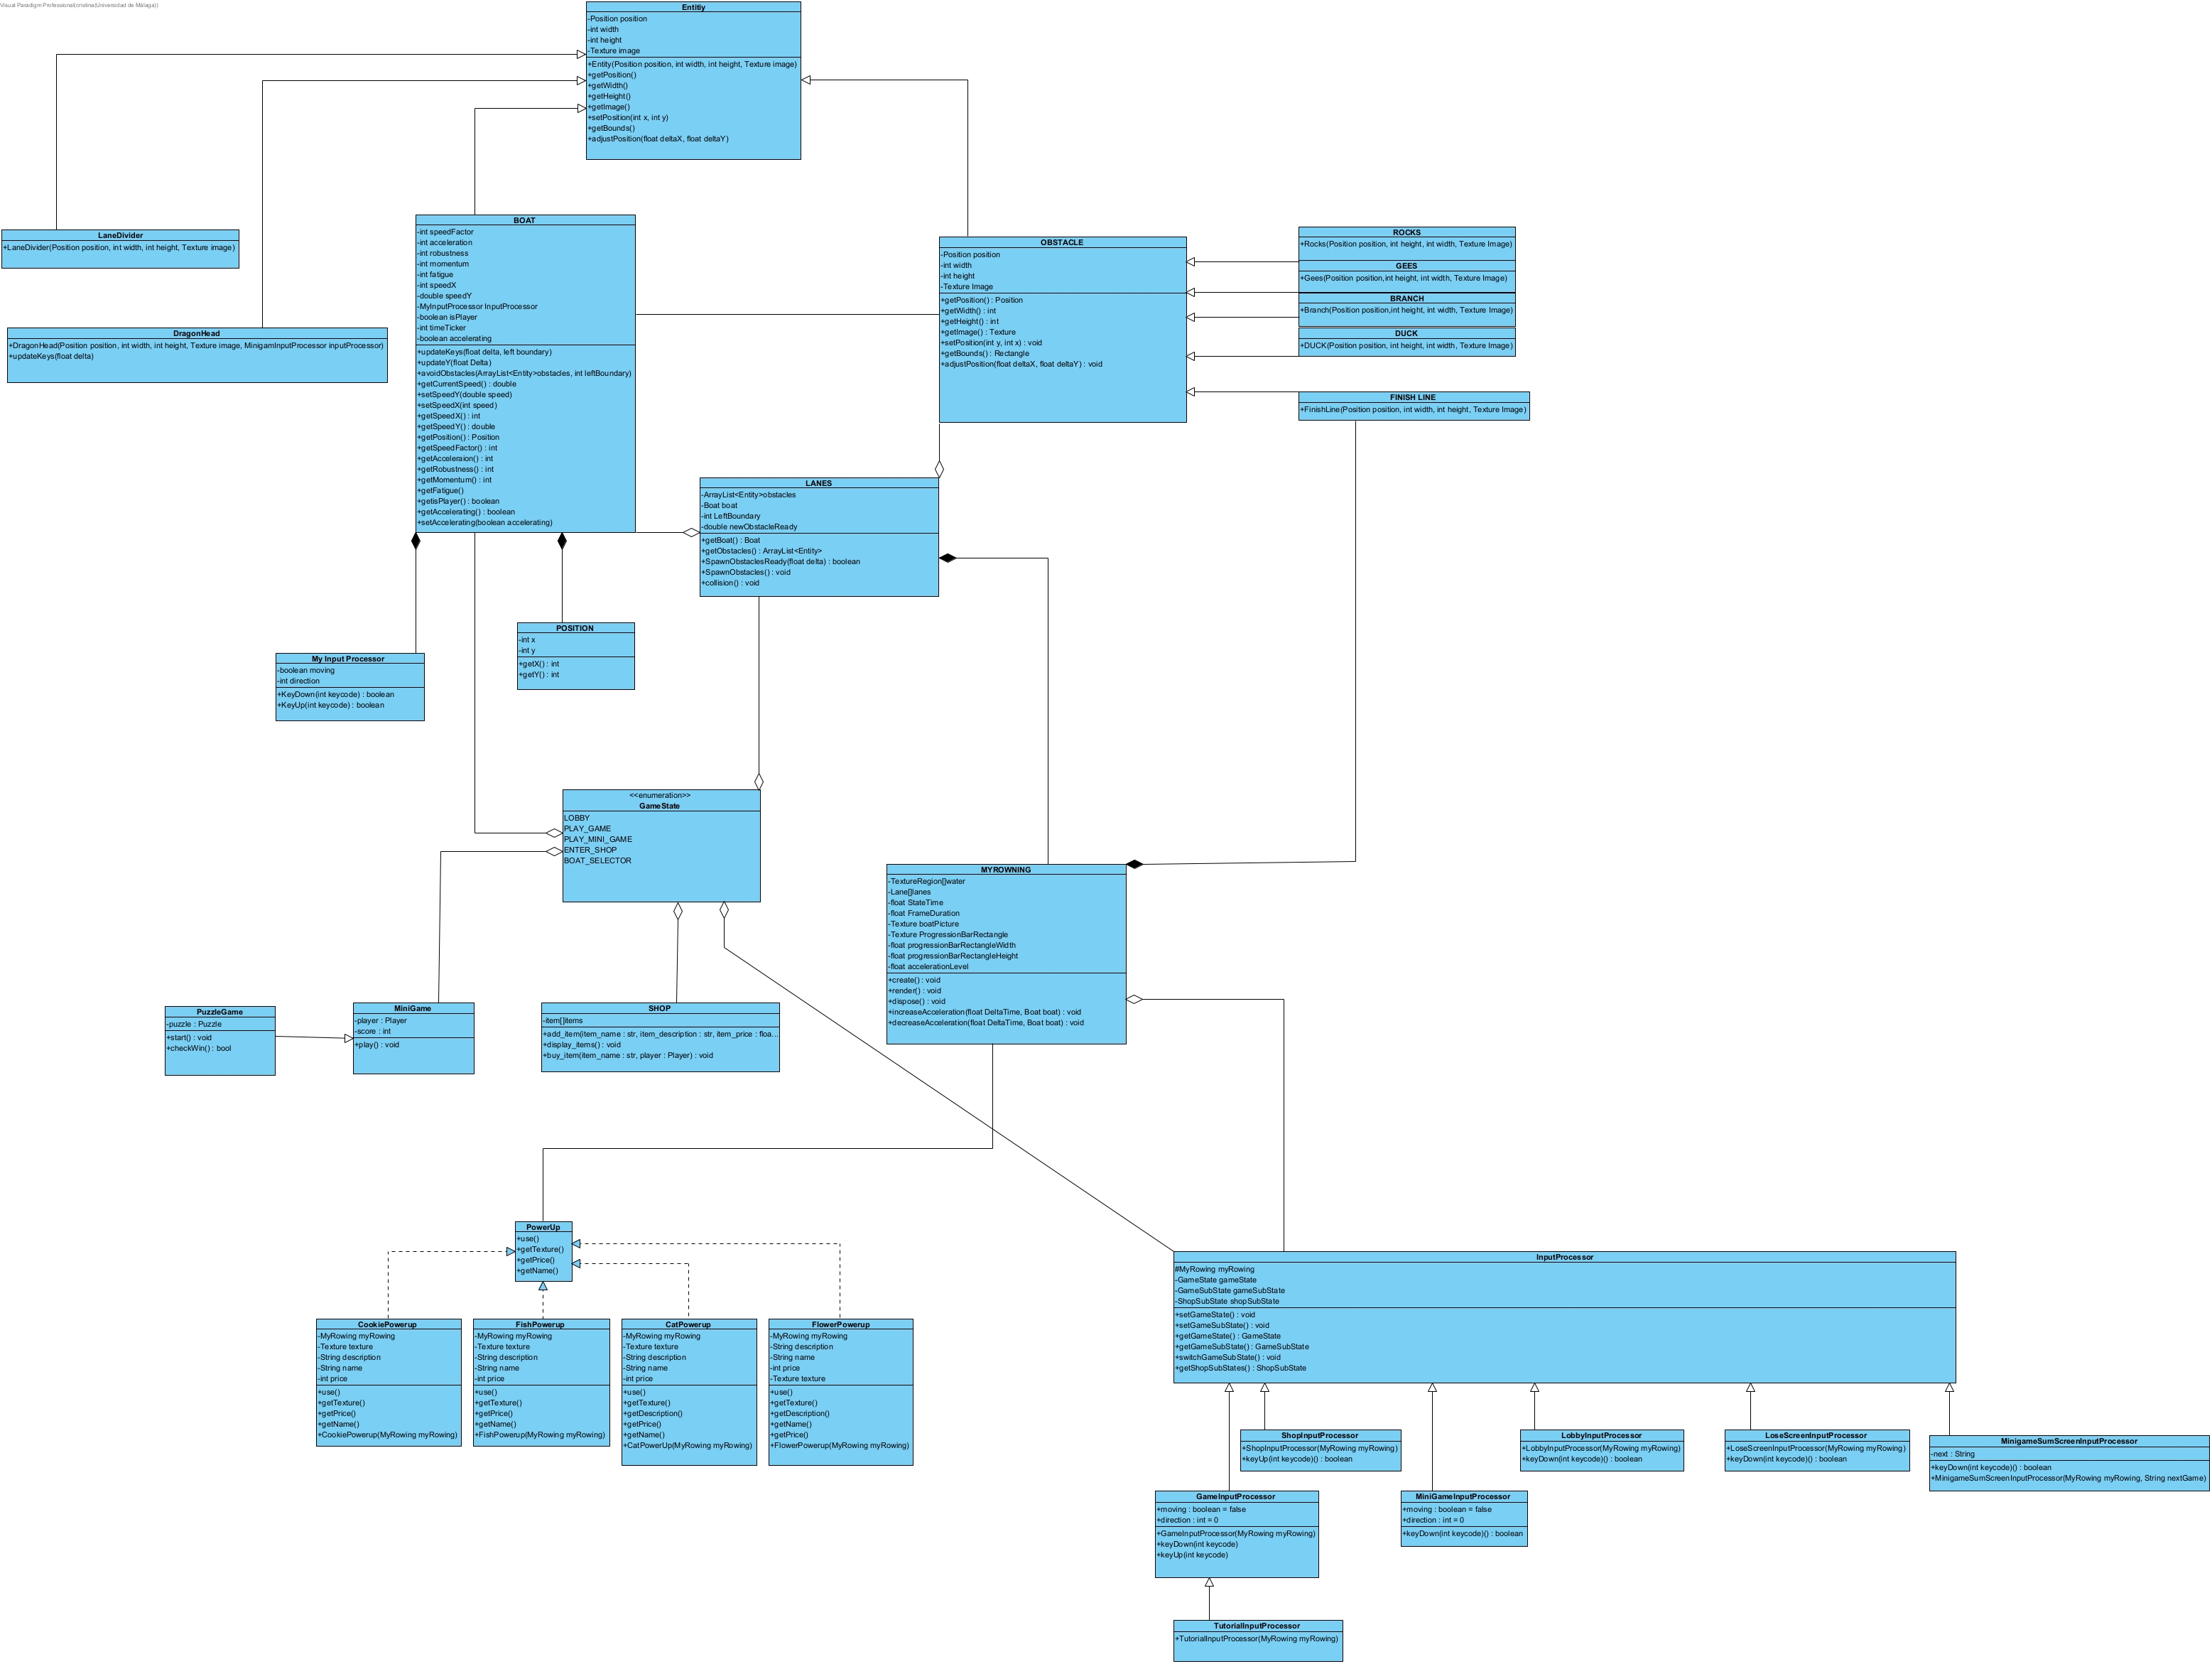 Visual Paradigm Professional(cristina(Universidad de Málaga))
Entitiy
-Position position
-int width
-int height
-Texture image
+Entity(Position position, int width, int height, Texture image)
+getPosition()
+getWidth()
+getHeight()
+getImage()
+setPosition(int x, int y)
+getBounds()
+adjustPosition(float deltaX, float deltaY)
LaneDivider
+LaneDivider(Position position, int width, int height, Texture image)
DragonHead
+DragonHead(Position position, int width, int height, Texture image, MinigamInputProcessor inputProcessor)
+updateKeys(float delta)
BOAT
-int speedFactor
-int acceleration
-int robustness
-int momentum
-int fatigue
-int speedX
-double speedY
-MyInputProcessor InputProcessor
-boolean isPlayer
-int timeTicker
-boolean accelerating
+updateKeys(float delta, left boundary)
+updateY(float Delta)
+avoidObstacles(ArrayList<Entity>obstacles, int leftBoundary)
+getCurrentSpeed() : double
+setSpeedY(double speed)
+setSpeedX(int speed)
+getSpeedX() : int
+getSpeedY() : double
+getPosition() : Position
+getSpeedFactor() : int
+getAcceleraion() : int
+getRobustness() : int
+getMomentum() : int
+getFatigue()
+getisPlayer() : boolean
+getAccelerating() : boolean
+setAccelerating(boolean accelerating)
OBSTACLE
-Position position
-int width
-int height
-Texture Image
+getPosition() : Position
+getWidth() : int
+getHeight() : int
+getImage() : Texture
+setPosition(int y, int x) : void
+getBounds() : Rectangle
+adjustPosition(float deltaX, float deltaY) : void
ROCKS
+Rocks(Position position, int height, int width, Texture Image)
GEES
+Gees(Position position,int height, int width, Texture Image)
BRANCH
+Branch(Position position,int height, int width, Texture Image)
DUCK
+DUCK(Position position, int height, int width, Texture Image)
FINISH LINE
+FinishLine(Position position, int width, int height, Texture Image)
LANES
-ArrayList<Entity>obstacles
-Boat boat
-int LeftBoundary
-double newObstacleReady
+getBoat() : Boat
+getObstacles() : ArrayList<Entity>
+SpawnObstaclesReady(float delta) : boolean
+SpawnObstacles() : void
+collision() : void
My Input Processor
-boolean moving
-int direction
+KeyDown(int keycode) : boolean
+KeyUp(int keycode) : boolean
POSITION
-int x
-int y
+getX() : int
+getY() : int
<<enumeration>>
GameState
LOBBY
PLAY_GAME
PLAY_MINI_GAME
ENTER_SHOP
BOAT_SELECTOR
MYROWNING
-TextureRegion[]water
-Lane[]lanes
-float StateTime
-float FrameDuration
-Texture boatPicture
-Texture ProgressionBarRectangle
-float progressionBarRectangleWidth
-float progressionBarRectangleHeight
-float accelerationLevel
+create() : void
+render() : void
+dispose() : void
+increaseAcceleration(float DeltaTime, Boat boat) : void
+decreaseAcceleration(float DeltaTime, Boat boat) : void
PuzzleGame
-puzzle : Puzzle
+start() : void
+checkWin() : bool
MiniGame
-player : Player
-score : int
+play() : void
SHOP
-item[]items
+add_item(item_name : str, item_description : str, item_price : floa...
+display_items() : void
+buy_item(item_name : str, player : Player) : void
PowerUp
+use()
+getTexture()
+getPrice()
+getName()
CookiePowerup
-MyRowing myRowing
-Texture texture
-String description
-String name
-int price
+use()
+getTexture()
+getPrice()
+getName()
+CookiePowerup(MyRowing myRowing)
FishPowerup
-MyRowing myRowing
-Texture texture
-String description
-String name
-int price
+use()
+getTexture()
+getPrice()
+getName()
+FishPowerup(MyRowing myRowing)
CatPowerup
-MyRowing myRowing
-Texture texture
-String description
-String name
-int price
+use()
+getTexture()
+getDescription()
+getPrice()
+getName()
+CatPowerUp(MyRowing myRowing)
FlowerPowerup
-MyRowing myRowing
-String description
-String name
-int price
-Texture texture
+use()
+getTexture()
+getDescription()
+getName()
+getPrice()
+FlowerPowerup(MyRowing myRowing)
InputProcessor
#MyRowing myRowing
-GameState gameState
-GameSubState gameSubState
-ShopSubState shopSubState
+setGameState() : void
+setGameSubState() : void
+getGameState() : GameState
+getGameSubState() : GameSubState
+switchGameSubState() : void
+getShopSubStates() : ShopSubState
ShopInputProcessor
+ShopInputProcessor(MyRowing myRowing)
+keyUp(int keycode)() : boolean
LobbyInputProcessor
+LobbyInputProcessor(MyRowing myRowing)
+keyDown(int keycode)() : boolean
LoseScreenInputProcessor
+LoseScreenInputProcessor(MyRowing myRowing)
+keyDown(int keycode)() : boolean
MinigameSumScreenInputProcessor
-next : String
+keyDown(int keycode)() : boolean
+MinigameSumScreenInputProcessor(MyRowing myRowing, String nextGame)
GameInputProcessor
+moving : boolean = false
+direction : int = 0
+GameInputProcessor(MyRowing myRowing)
+keyDown(int keycode)
+keyUp(int keycode)
MiniGameInputProcessor
+moving : boolean = false
+direction : int = 0
+keyDown(int keycode)() : boolean
TutorialInputProcessor
+TutorialInputProcessor(MyRowing myRowing)